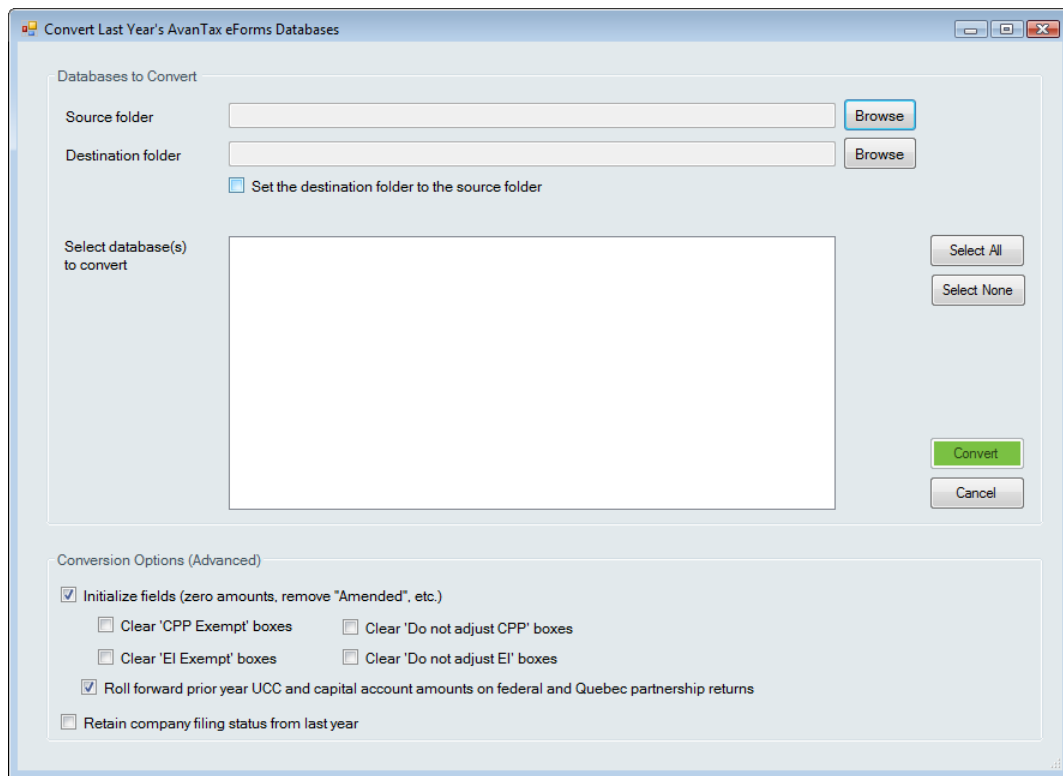 Convert Last Year's AvanTax eForms Databases
Databases to Convert
Source folder
Browse
Destination folder
Browse
Set the destination folder to the source folder
Select database(s)
to convert
Select All
Select None
Convert
Cancel
Conversion Options (Advanced)
Initialize fields (zero amounts, remove "Amended", etc.)
Clear 'CPP Exempt' boxes
Clear 'Do not adjust CPP' boxes
Clear 'EI Exempt' boxes
Clear 'Do not adjust EI' boxes
Roll forward prior year UCC and capital account amounts on federal and Quebec partnership returns
Retain company filing status from last year